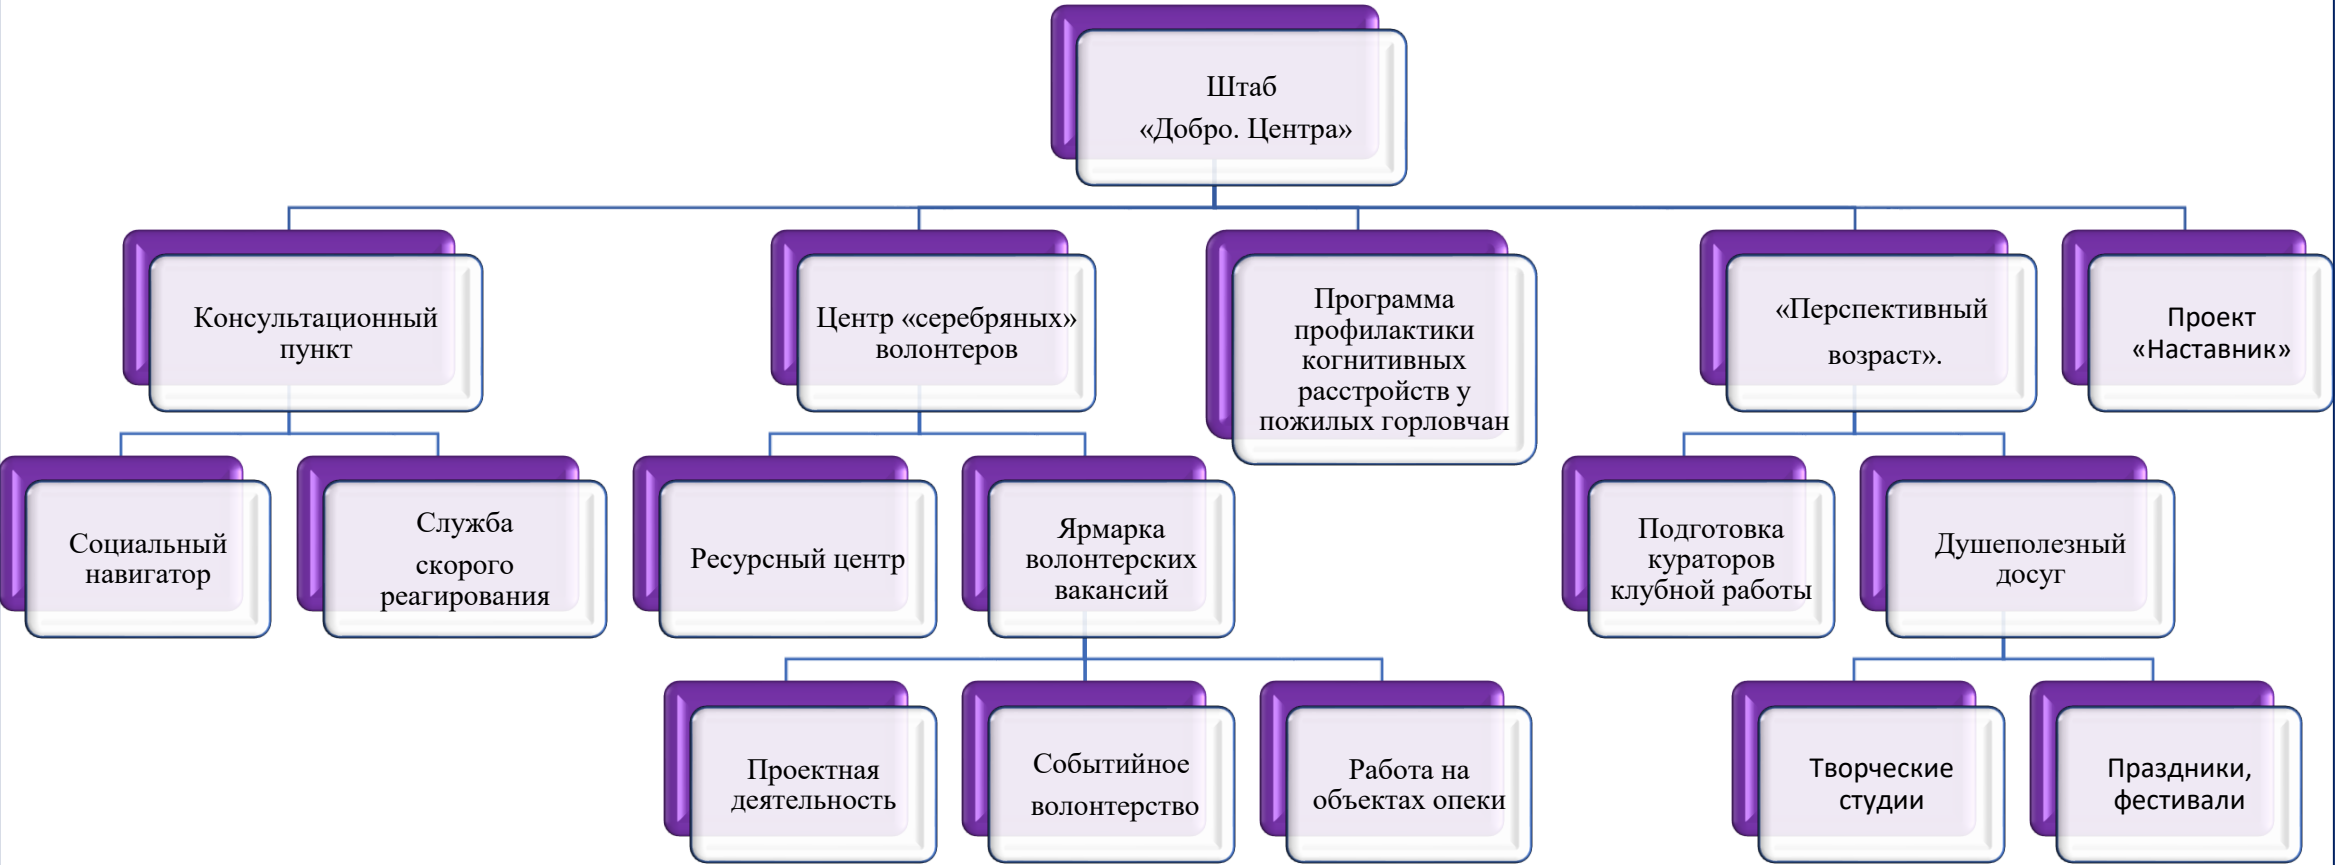 Штаб
«Добро. Центра»
Консультационный
пункт
Центр «серебряных»
волонтеров
Программа
профилактики
когнитивных
расстройств у
пожилых горловчан
«Перспективный
возраст».
Проект
«Наставник»
Социальный
навигатор
Служба
скорого
реагирования
Ресурсный центр
Ярмарка
волонтерских
вакансий
Подготовка
кураторов
клубной работы
Душеполезный
досуг
Проектная
деятельность
Событийное
волонтерство
Работа на
объектах опеки
Творческие
студии
Праздники,
фестивали